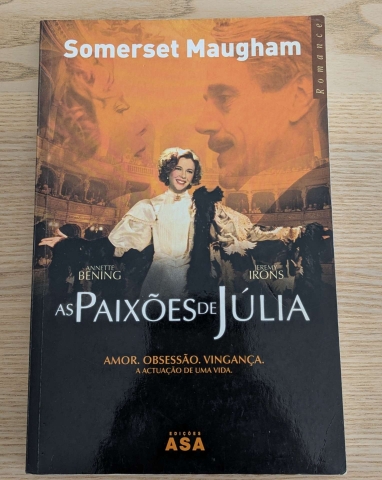 Somerset Maugham
Romance
ANNETTE
BENING
JEREMY
IRONS
AS PAIXÕES DE JÚLIA
AMOR. OBSESSÃO. VINGANÇA.
A ACTUAÇÃO DE UMA VIDA.
EDIÇÕES
ASA